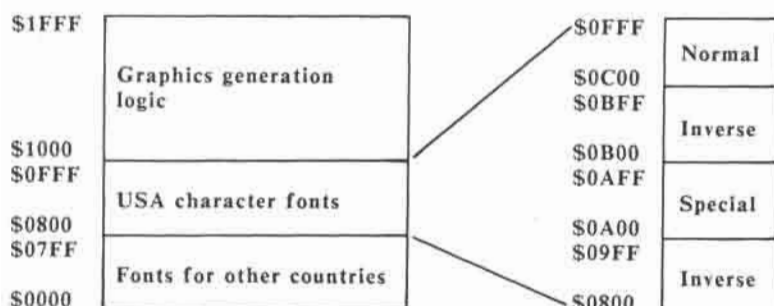 $1FFF
Graphics generation
logic
$1000
$0FFF
USA character fonts
$0800
$07FF
Fonts for other countries
$0000
$0FFF
Normal
$0C00
$0BFF
Inverse
$0B00
$0AFF
Special
$0A00
$09FF
Inverse
$0800